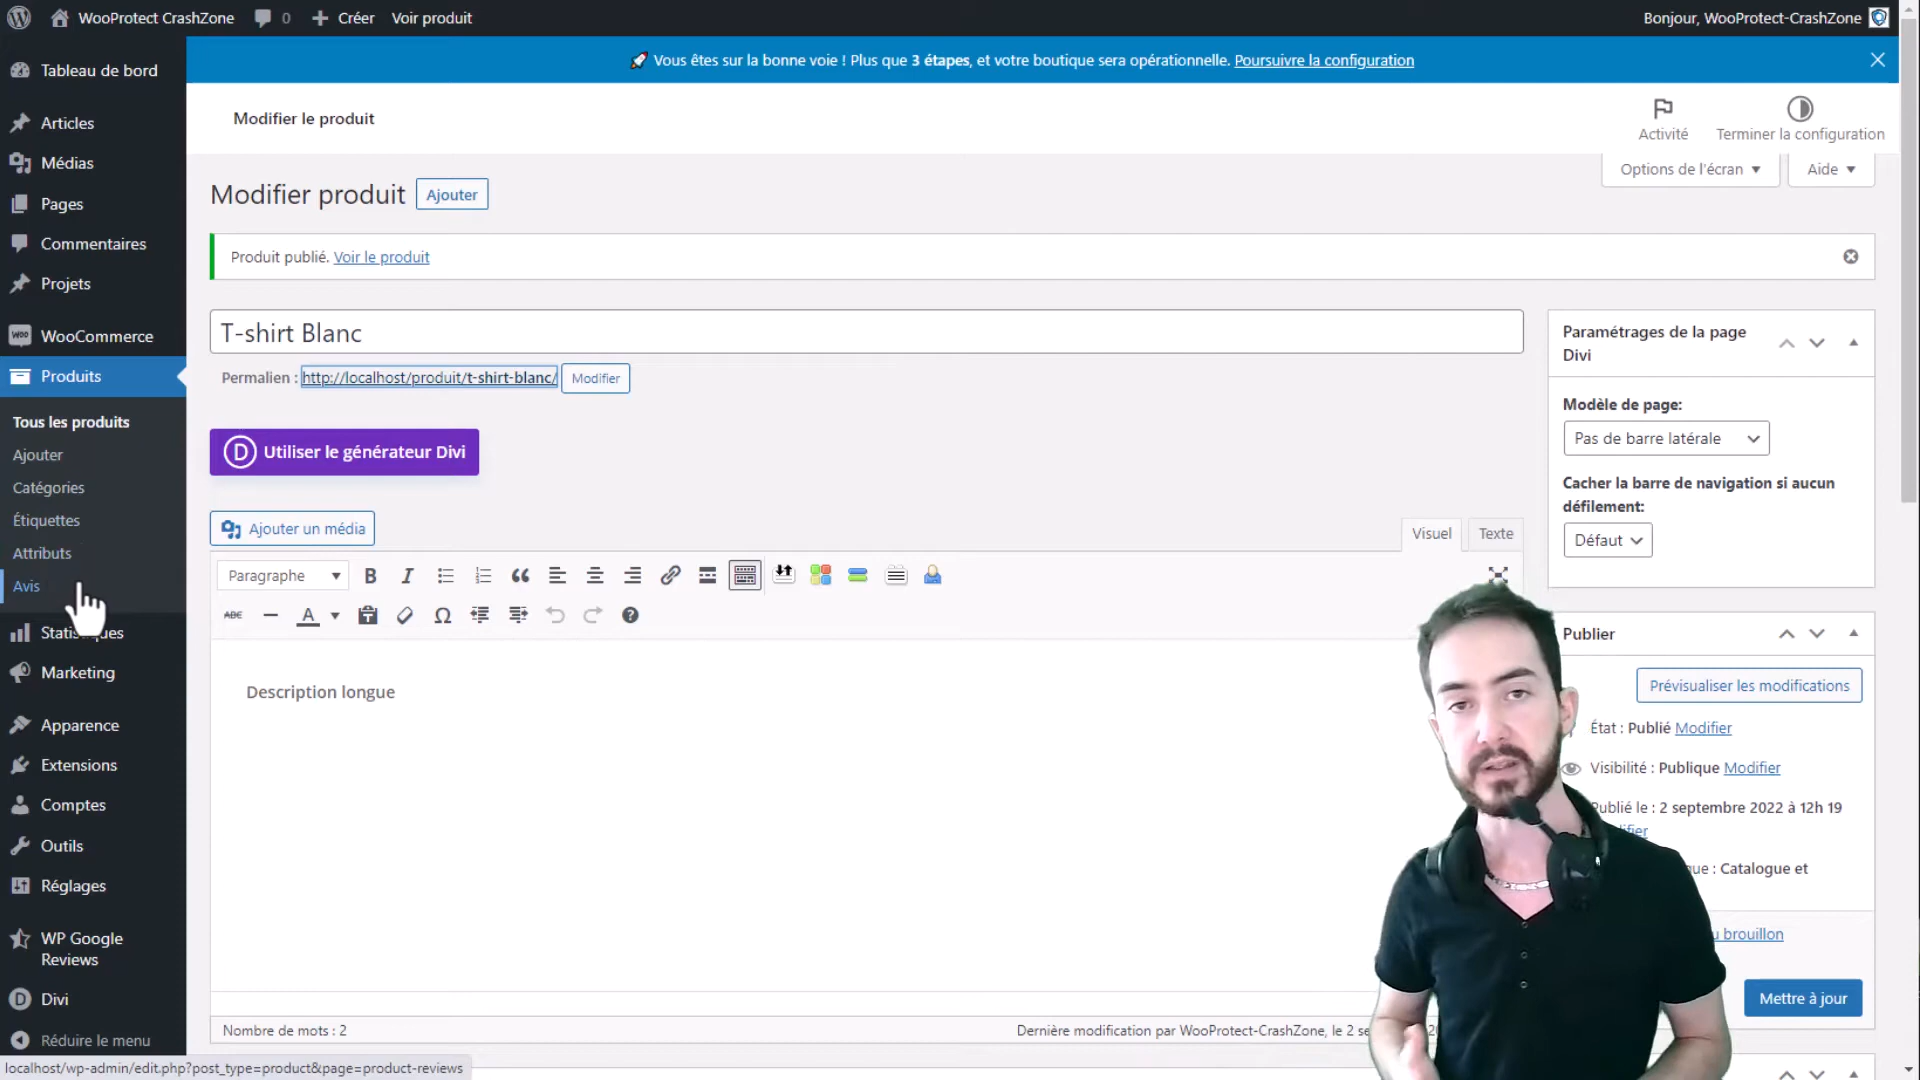 WooProtect CrashZone
0
Créer
Voir produit
Bonjour, WooProtect-CrashZone
Tableau de bord
Articles
Médias
Pages
Commentaires
Projets
WooCommerce
Produits
Tous les produits
Ajouter
Catégories
Étiquettes
Attributs
Avis
Statistiques
Marketing
Apparence
Extensions
Comptes
Outils
Réglages
WP Google
Reviews
Divi
Réduire le menu
Vous êtes sur la bonne voie ! Plus que 3 étapes, et votre boutique sera opérationnelle. Poursuivre la configuration
Modifier le produit
Activité
Terminer la configuration
Options de l'écran
Aide
Modifier produit
Ajouter
Produit publié. Voir le produit
T-shirt Blanc
Permalien : http://localhost/produit/t-shirt-blanc/
Modifier
D Utiliser le générateur Divi
Ajouter un média
Visuel
Texte
Paragraphe
Description longue
Nombre de mots : 2
Dernière modification par WooProtect-CrashZone, le 2
Paramétrages de la page
Divi
Modèle de page:
Pas de barre latérale
Cacher la barre de navigation si aucun
défilement:
Défaut
Publier
Prévisualiser les modifications
État : Publié Modifier
Visibilité : Publique Modifier
Publié le : 2 septembre 2022 à 12h 19
: Catalogue et
brouillon
Mettre à jour
localhost/wp-admin/edit.php?post_type=product&page=product-reviews